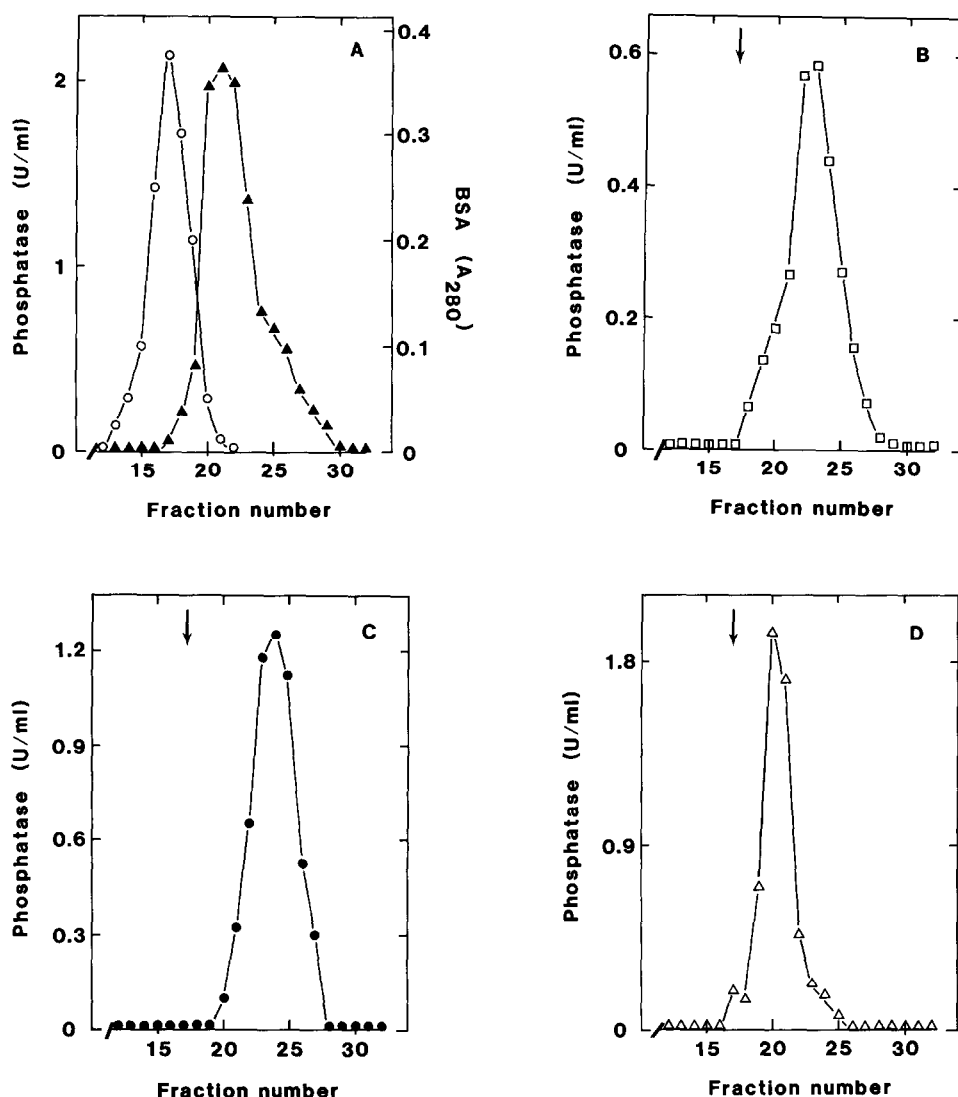 A
Phosphatase (U/ml)
2
1
0
0.4
0.3
0.2
0.1
0
BSA (A280)
15 20 25 30
Fraction number
B
Phosphatase (U/ml)
0.6
0.4
0.2
0
15 20 25 30
Fraction number
C
Phosphatase (U/ml)
1.2
0.9
0.6
0.3
0
15 20 25 30
Fraction number
D
Phosphatase (U/ml)
1.8
0.9
0
15 20 25 30
Fraction number